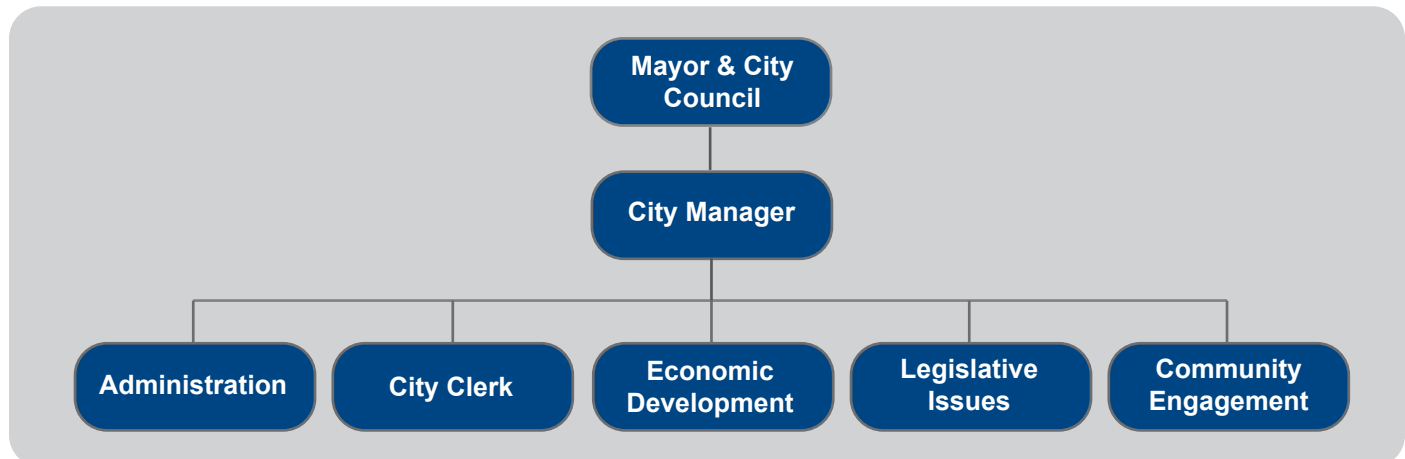 Mayor & City
Council
City Manager
Administration
City Clerk
Economic
Development
Legislative
Issues
Community
Engagement